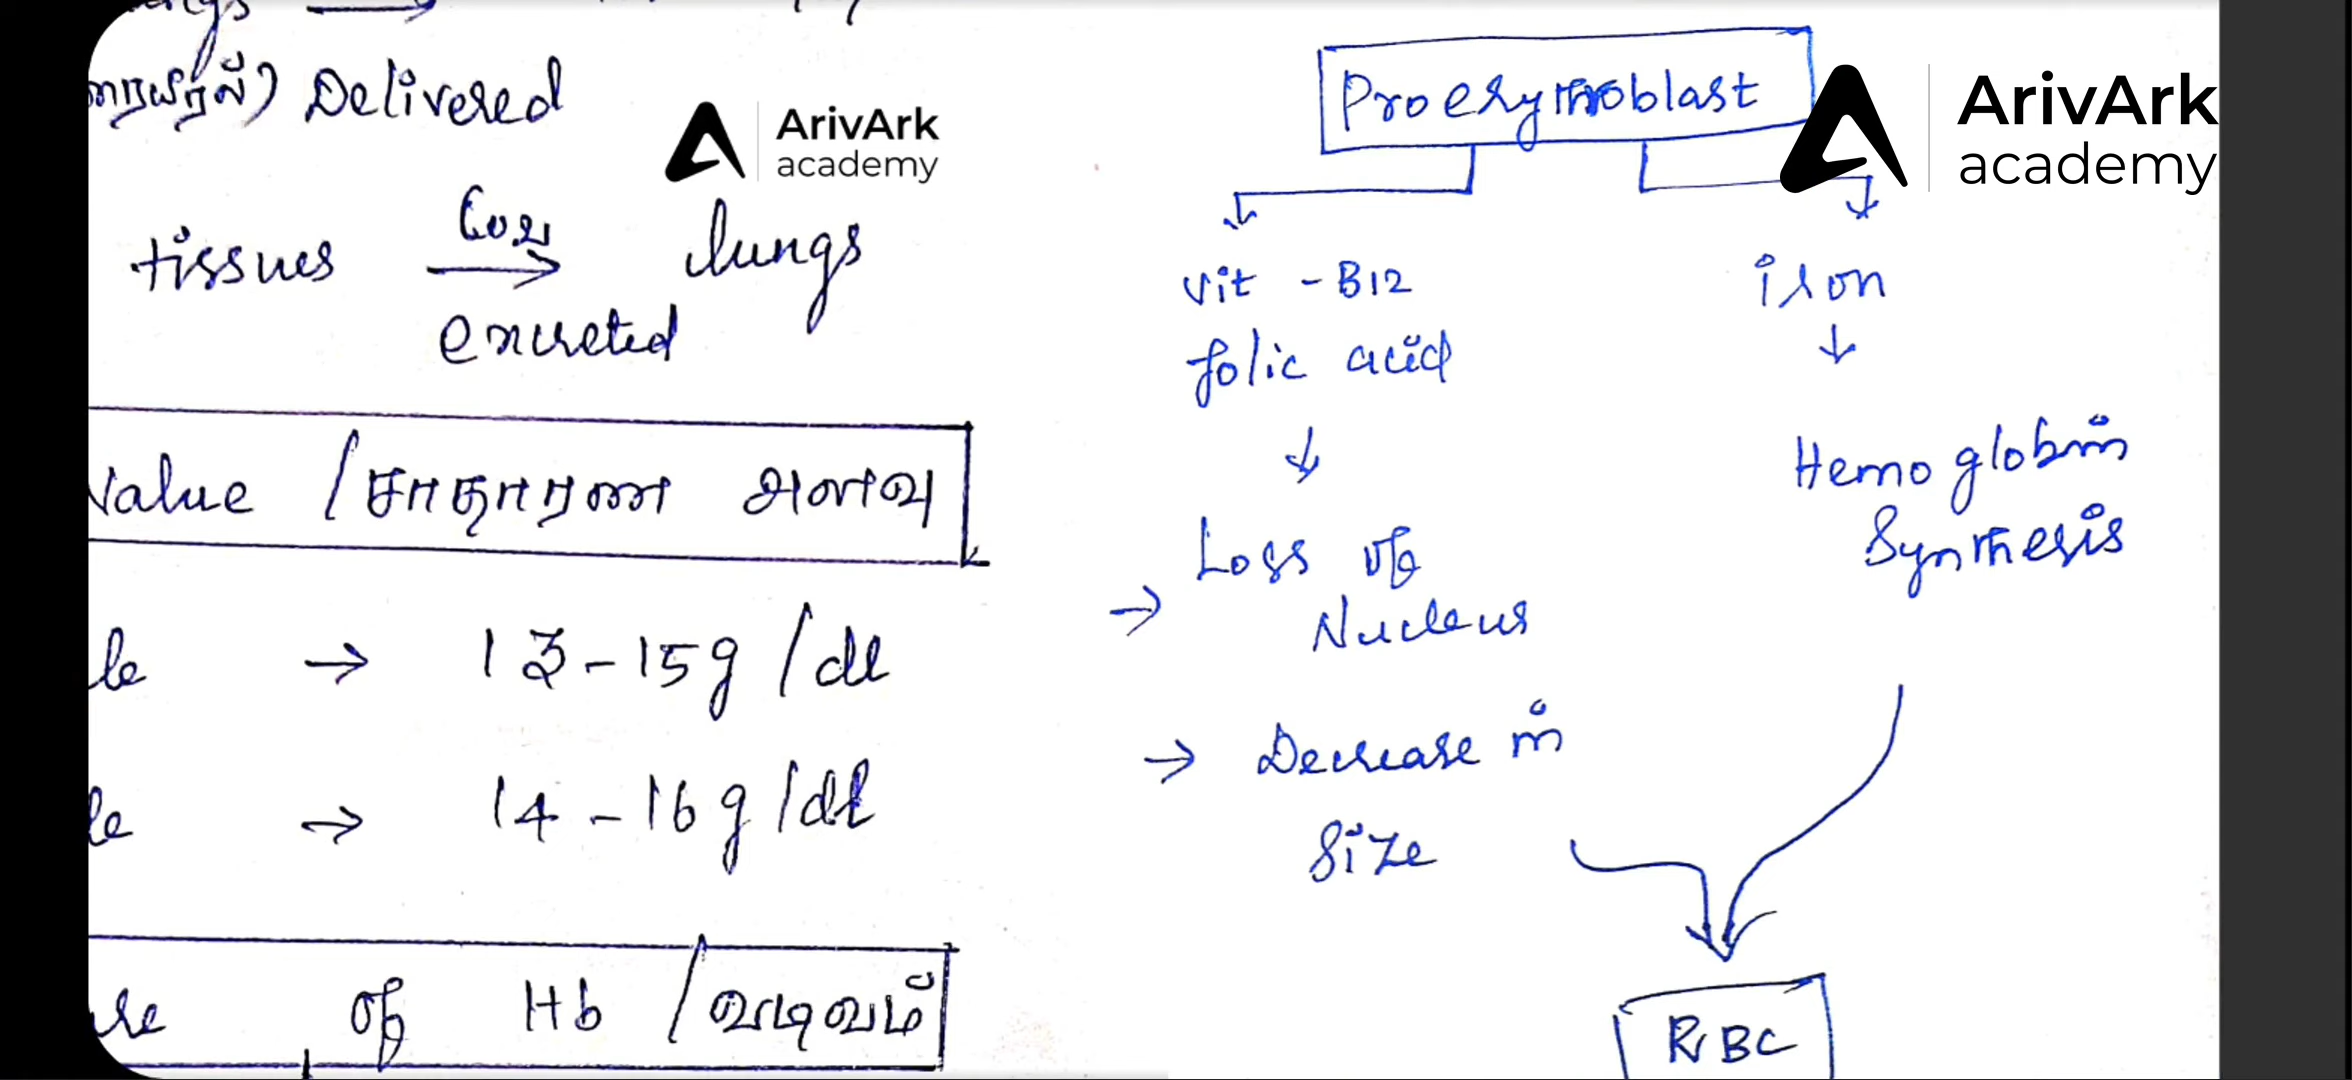 Delivered
ArivArk
academy
tissues Co2 lungs
excreted
Value / சாதாரண அளவு
le → 13-15g/dl
le → 14-16g/dl
re of Hb / வடிவம்
Proerythroblast
ArivArk
academy
vit - B12
folic acid
↓
iron
↓
→ Loss of
Nucleus
Hemoglobin
Synthesis
→ Decrease in
size
RBC